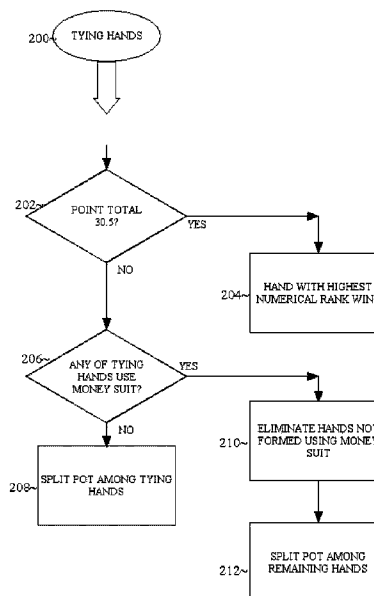 200~
TYING HANDS
202~
POINT TOTAL
30.5?
YES
NO
204~
HAND WITH HIGHEST
NUMERICAL RANK WIN
206~
ANY OF TYING
HANDS USE
MONEY SUIT?
YES
NO
208~
SPLIT POT AMONG TYING
HANDS
210~
ELIMINATE HANDS NO
FORMED USING MONEY
SUIT
212~
SPLIT POT AMONG
REMAINING HANDS